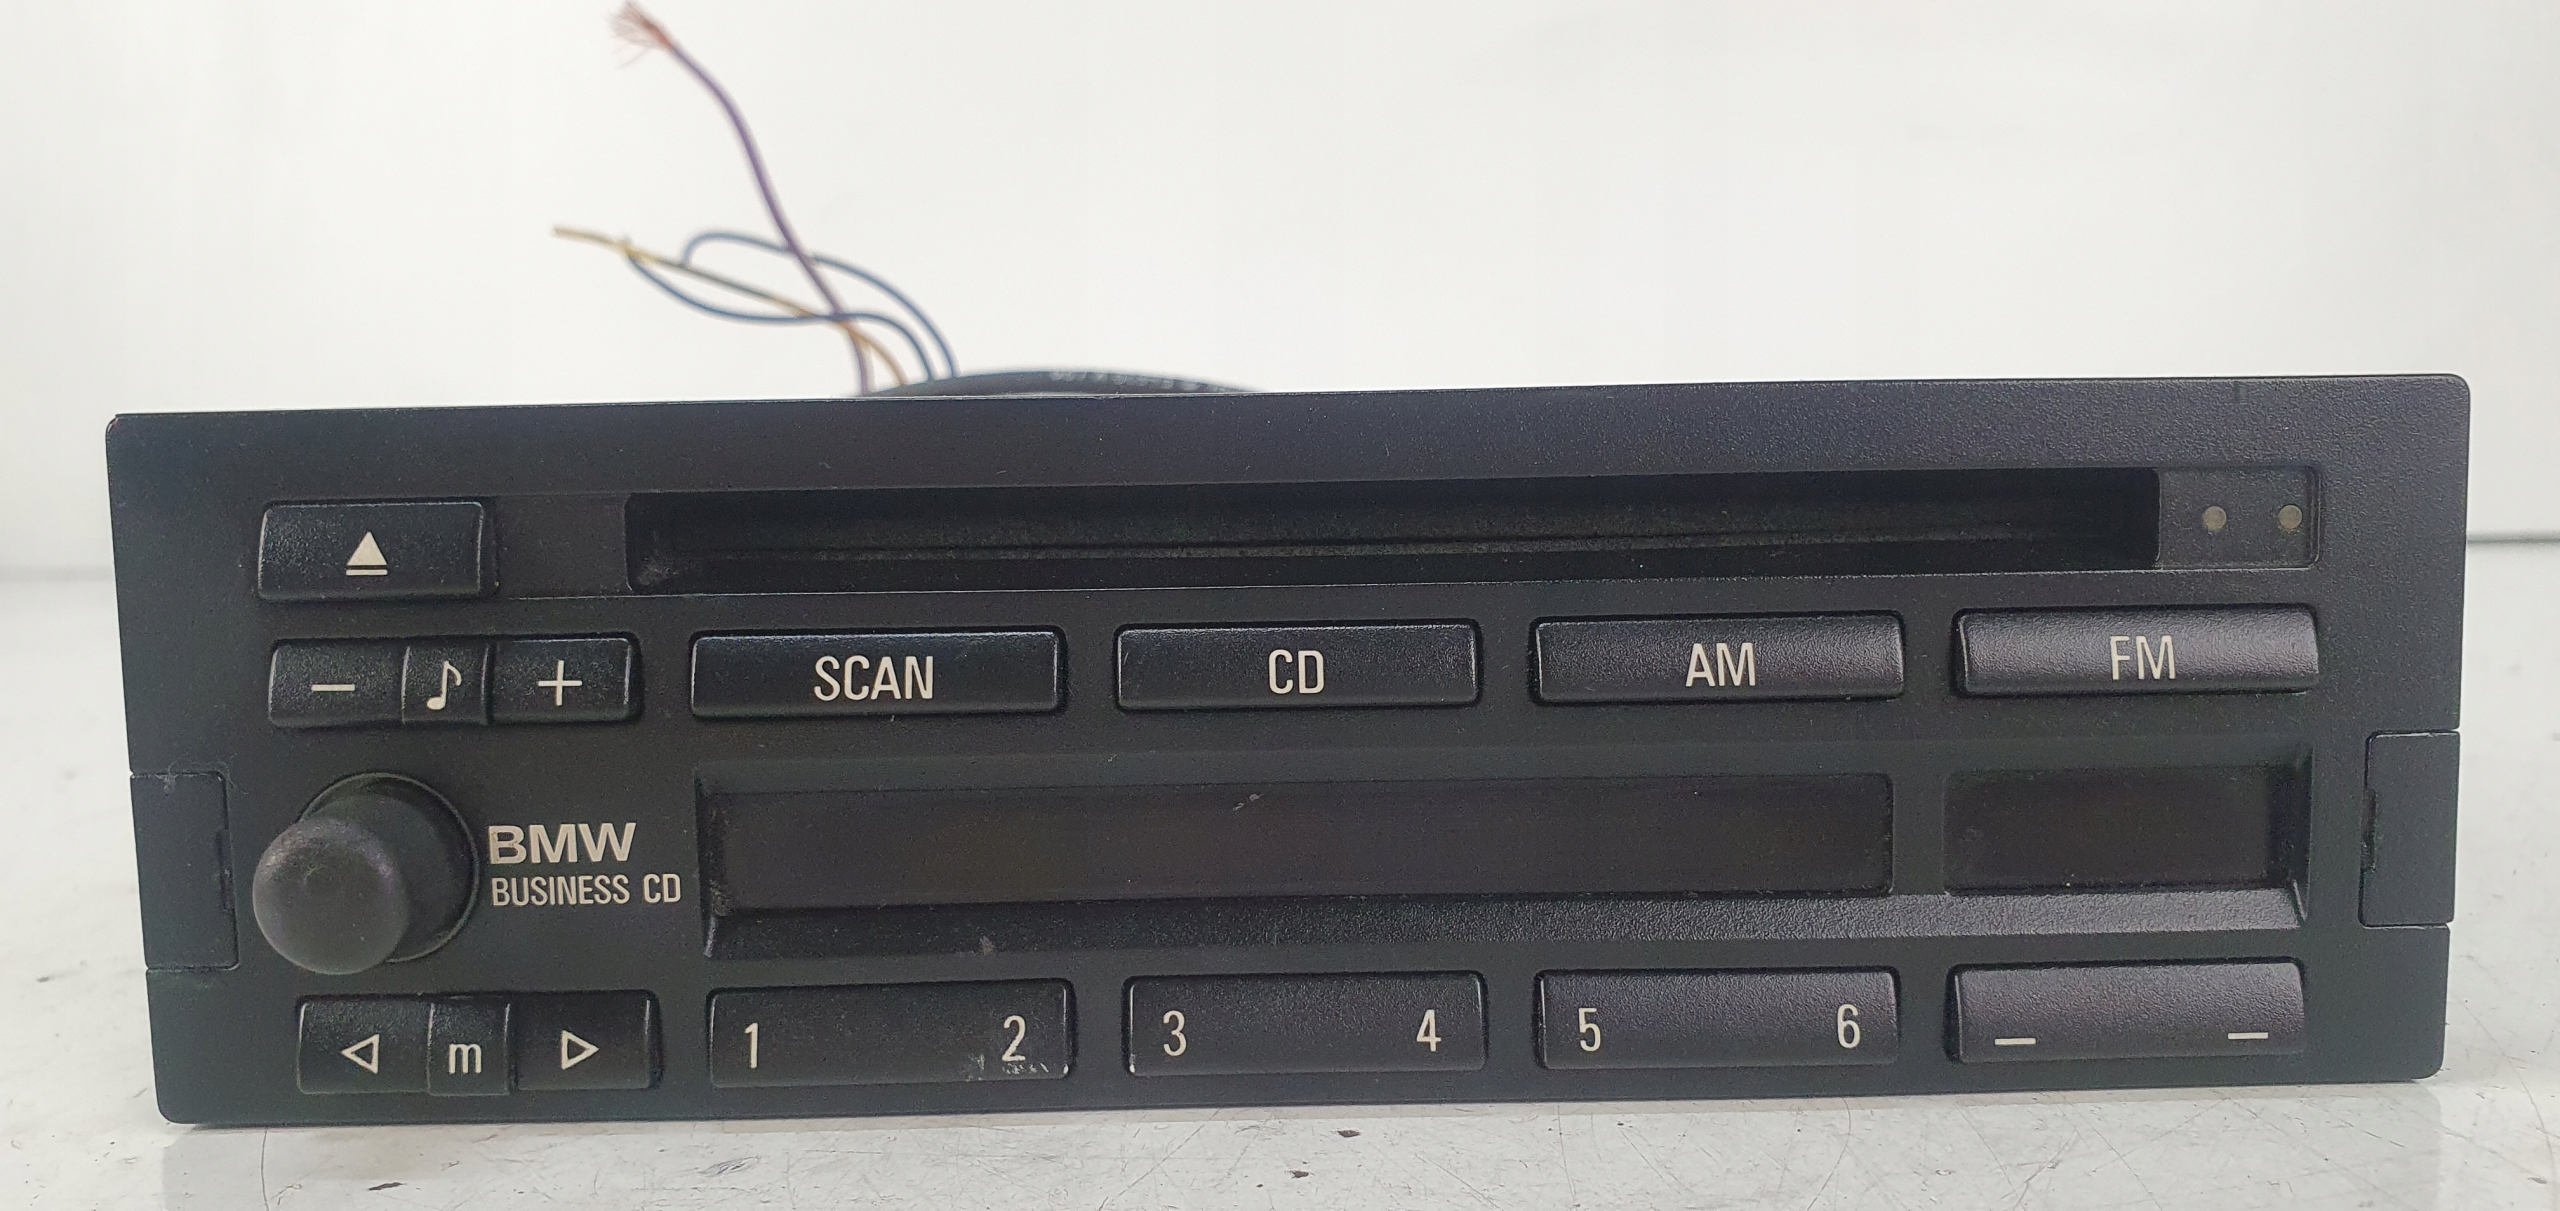 SCAN CD AM FM
BMW
BUSINESS CD
m 1 2 3 4 5 6